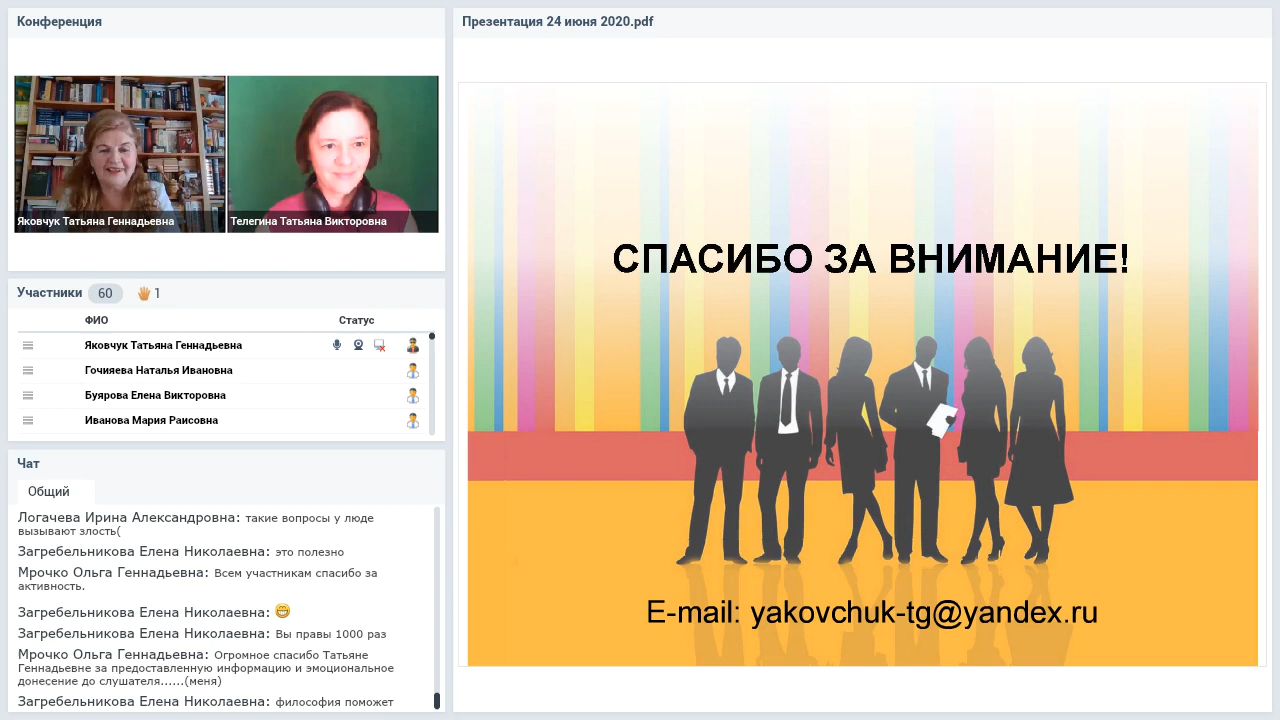 Конференция
Яковчук Татьяна Геннадьевна
Телегина Татьяна Викторовна
Участники 60 1
ФИО Статус
Яковчук Татьяна Геннадьевна
Гочияева Наталья Ивановна
Буярова Елена Викторовна
Иванова Мария Раисовна
Чат
Общий
Логачева Ирина Александровна: такие вопросы у люде
вызывают злость(
Загребельникова Елена Николаевна: это полезно
Мрочко Ольга Геннадьевна: Всем участникам спасибо за
активность.
Загребельникова Елена Николаевна:
Загребельникова Елена Николаевна: Вы правы 1000 раз
Мрочко Ольга Геннадьевна: Огромное спасибо Татьяне
Геннадьевне за предоставленную информацию и эмоциональное
донесение до слушателя......(меня)
Загребельникова Елена Николаевна: философия поможет
Презентация 24 июня 2020.pdf
СПАСИБО ЗА ВНИМАНИЕ!
E-mail: yakovchuk-tg@yandex.ru